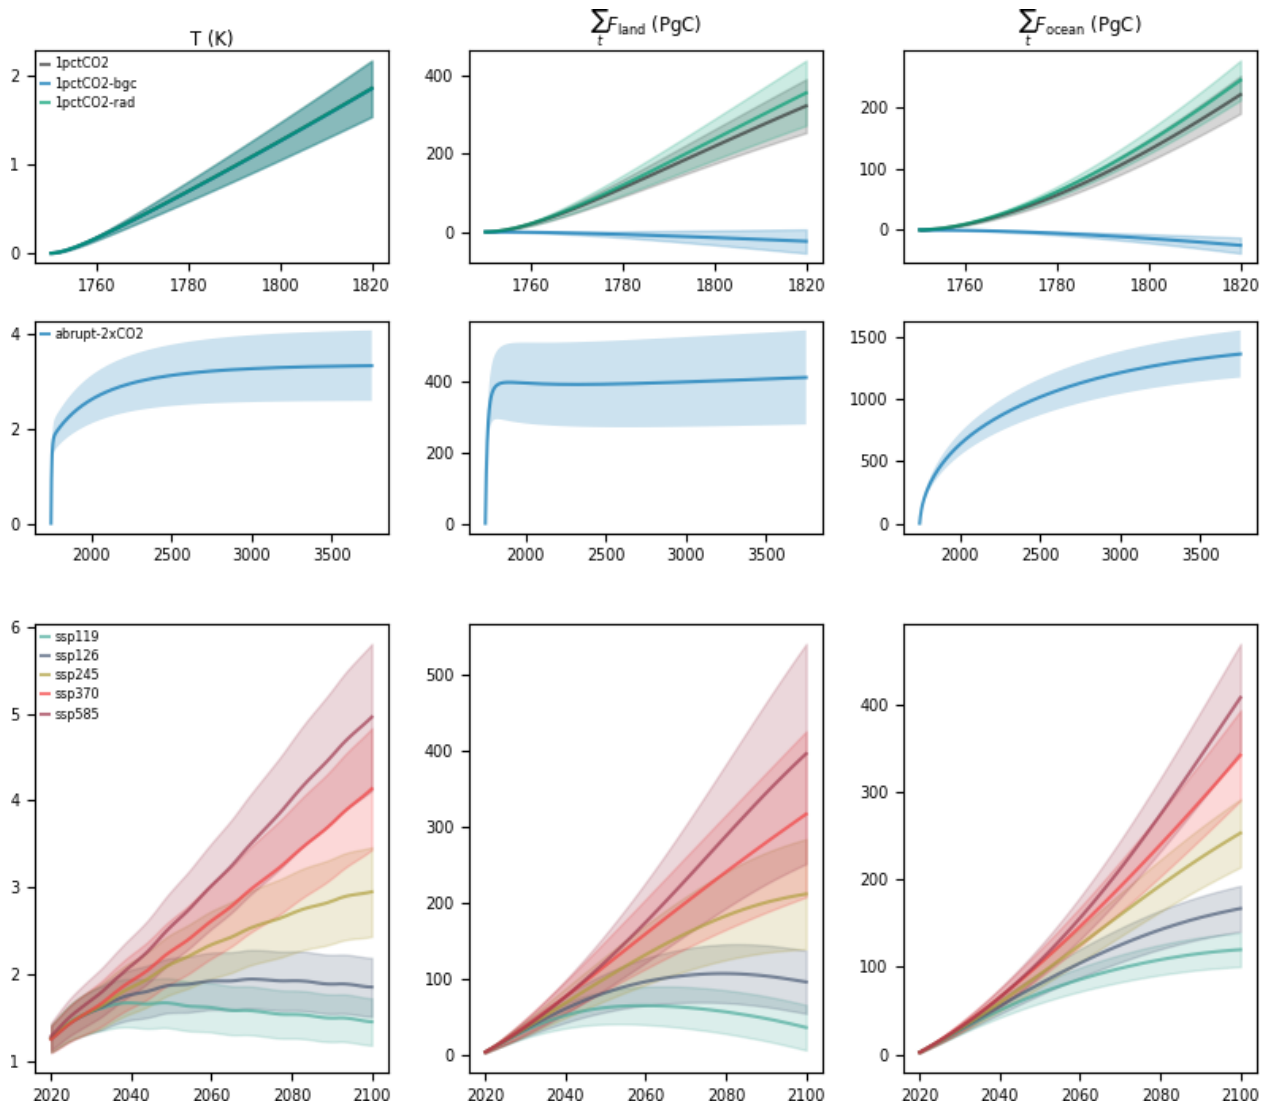 T (K)
∑ₜ F_land (PgC)
∑ₜ F_ocean (PgC)
2
1
0
1pctCO2
1pctCO2-bgc
1pctCO2-rad
1760 1780 1800 1820
400
200
0
1760 1780 1800 1820
200
100
0
1760 1780 1800 1820
4
2
0
abrupt-2xCO2
2000 2500 3000 3500
400
200
0
2000 2500 3000 3500
1500
1000
500
0
2000 2500 3000 3500
6
5
4
3
2
1
ssp119
ssp126
ssp245
ssp370
ssp585
2020 2040 2060 2080 2100
500
400
300
200
100
0
2020 2040 2060 2080 2100
400
300
200
100
0
2020 2040 2060 2080 2100